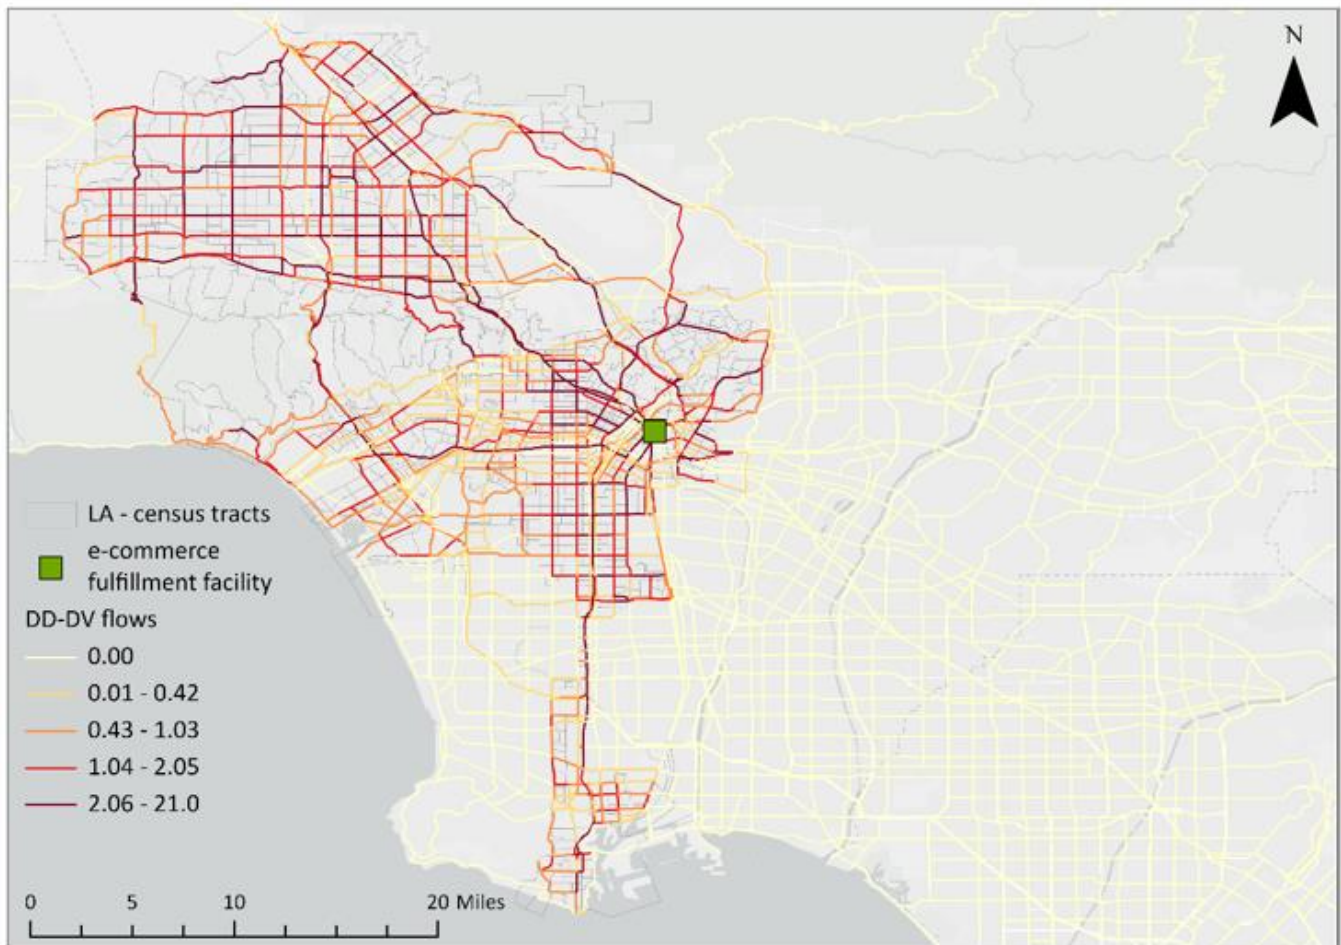 N
LA - census tracts
e-commerce
fulfillment facility
DD-DV flows
0.00
0.01 - 0.42
0.43 - 1.03
1.04 - 2.05
2.06 - 21.0
0 5 10 20 Miles